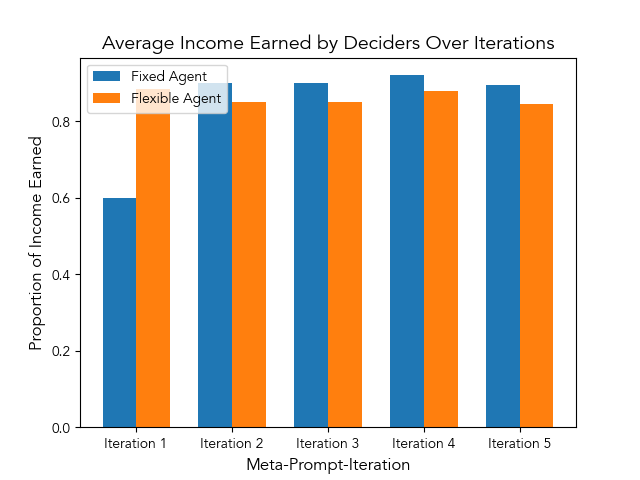 Average Income Earned by Deciders Over Iterations
Fixed Agent
Flexible Agent
Proportion of Income Earned
0.8
0.6
0.4
0.2
0.0
Iteration 1
Iteration 2
Iteration 3
Iteration 4
Iteration 5
Meta-Prompt-Iteration